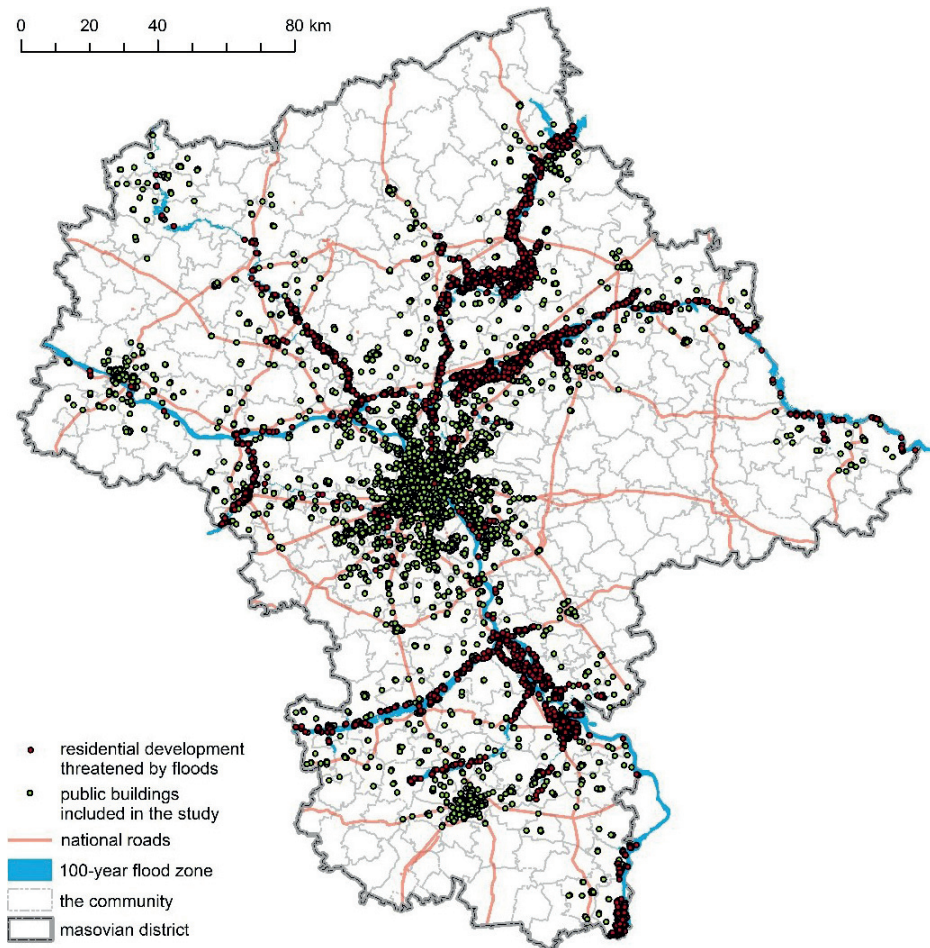 0 20 40 80 km
residential development
threatened by floods
public buildings
included in the study
national roads
100-year flood zone
the community
masovian district